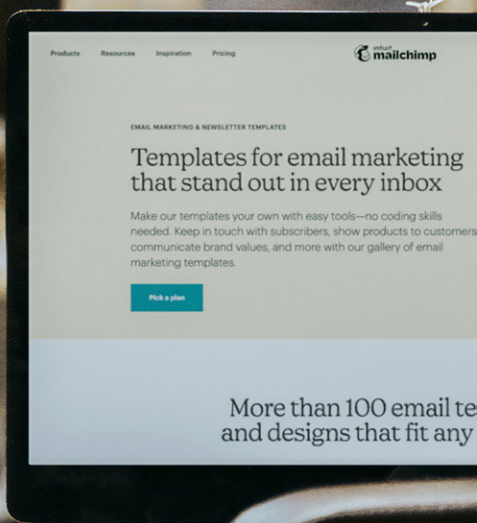 Products Resources Inspiration Pricing
intuit
mailchimp
EMAIL MARKETING & NEWSLETTER TEMPLATES
Templates for email marketing
that stand out in every inbox
Make our templates your own with easy tools—no coding skills
needed. Keep in touch with subscribers, show products to customers
communicate brand values, and more with our gallery of email
marketing templates.
Pick a plan
More than 100 email te
and designs that fit any